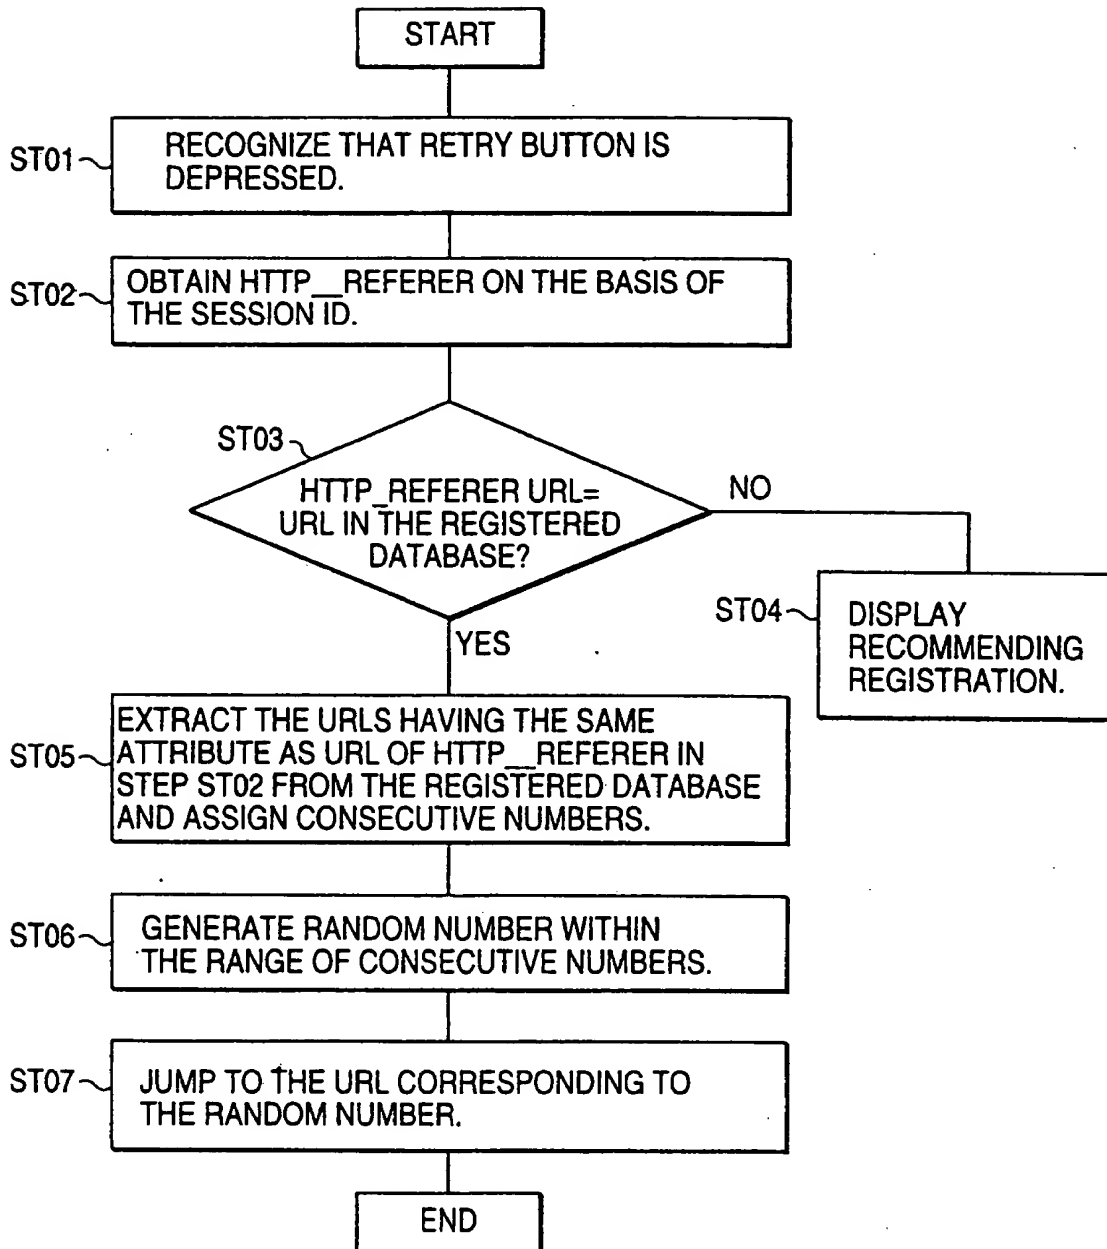 START
ST01
RECOGNIZE THAT RETRY BUTTON IS
DEPRESSED.
ST02
OBTAIN HTTP__REFERER ON THE BASIS OF
THE SESSION ID.
ST03
HTTP_REFERER URL=
URL IN THE REGISTERED
DATABASE?
NO
YES
ST04
DISPLAY
RECOMMENDING
REGISTRATION.
ST05
EXTRACT THE URLS HAVING THE SAME
ATTRIBUTE AS URL OF HTTP__REFERER IN
STEP ST02 FROM THE REGISTERED DATABASE
AND ASSIGN CONSECUTIVE NUMBERS.
ST06
GENERATE RANDOM NUMBER WITHIN
THE RANGE OF CONSECUTIVE NUMBERS.
ST07
JUMP TO THE URL CORRESPONDING TO
THE RANDOM NUMBER.
END